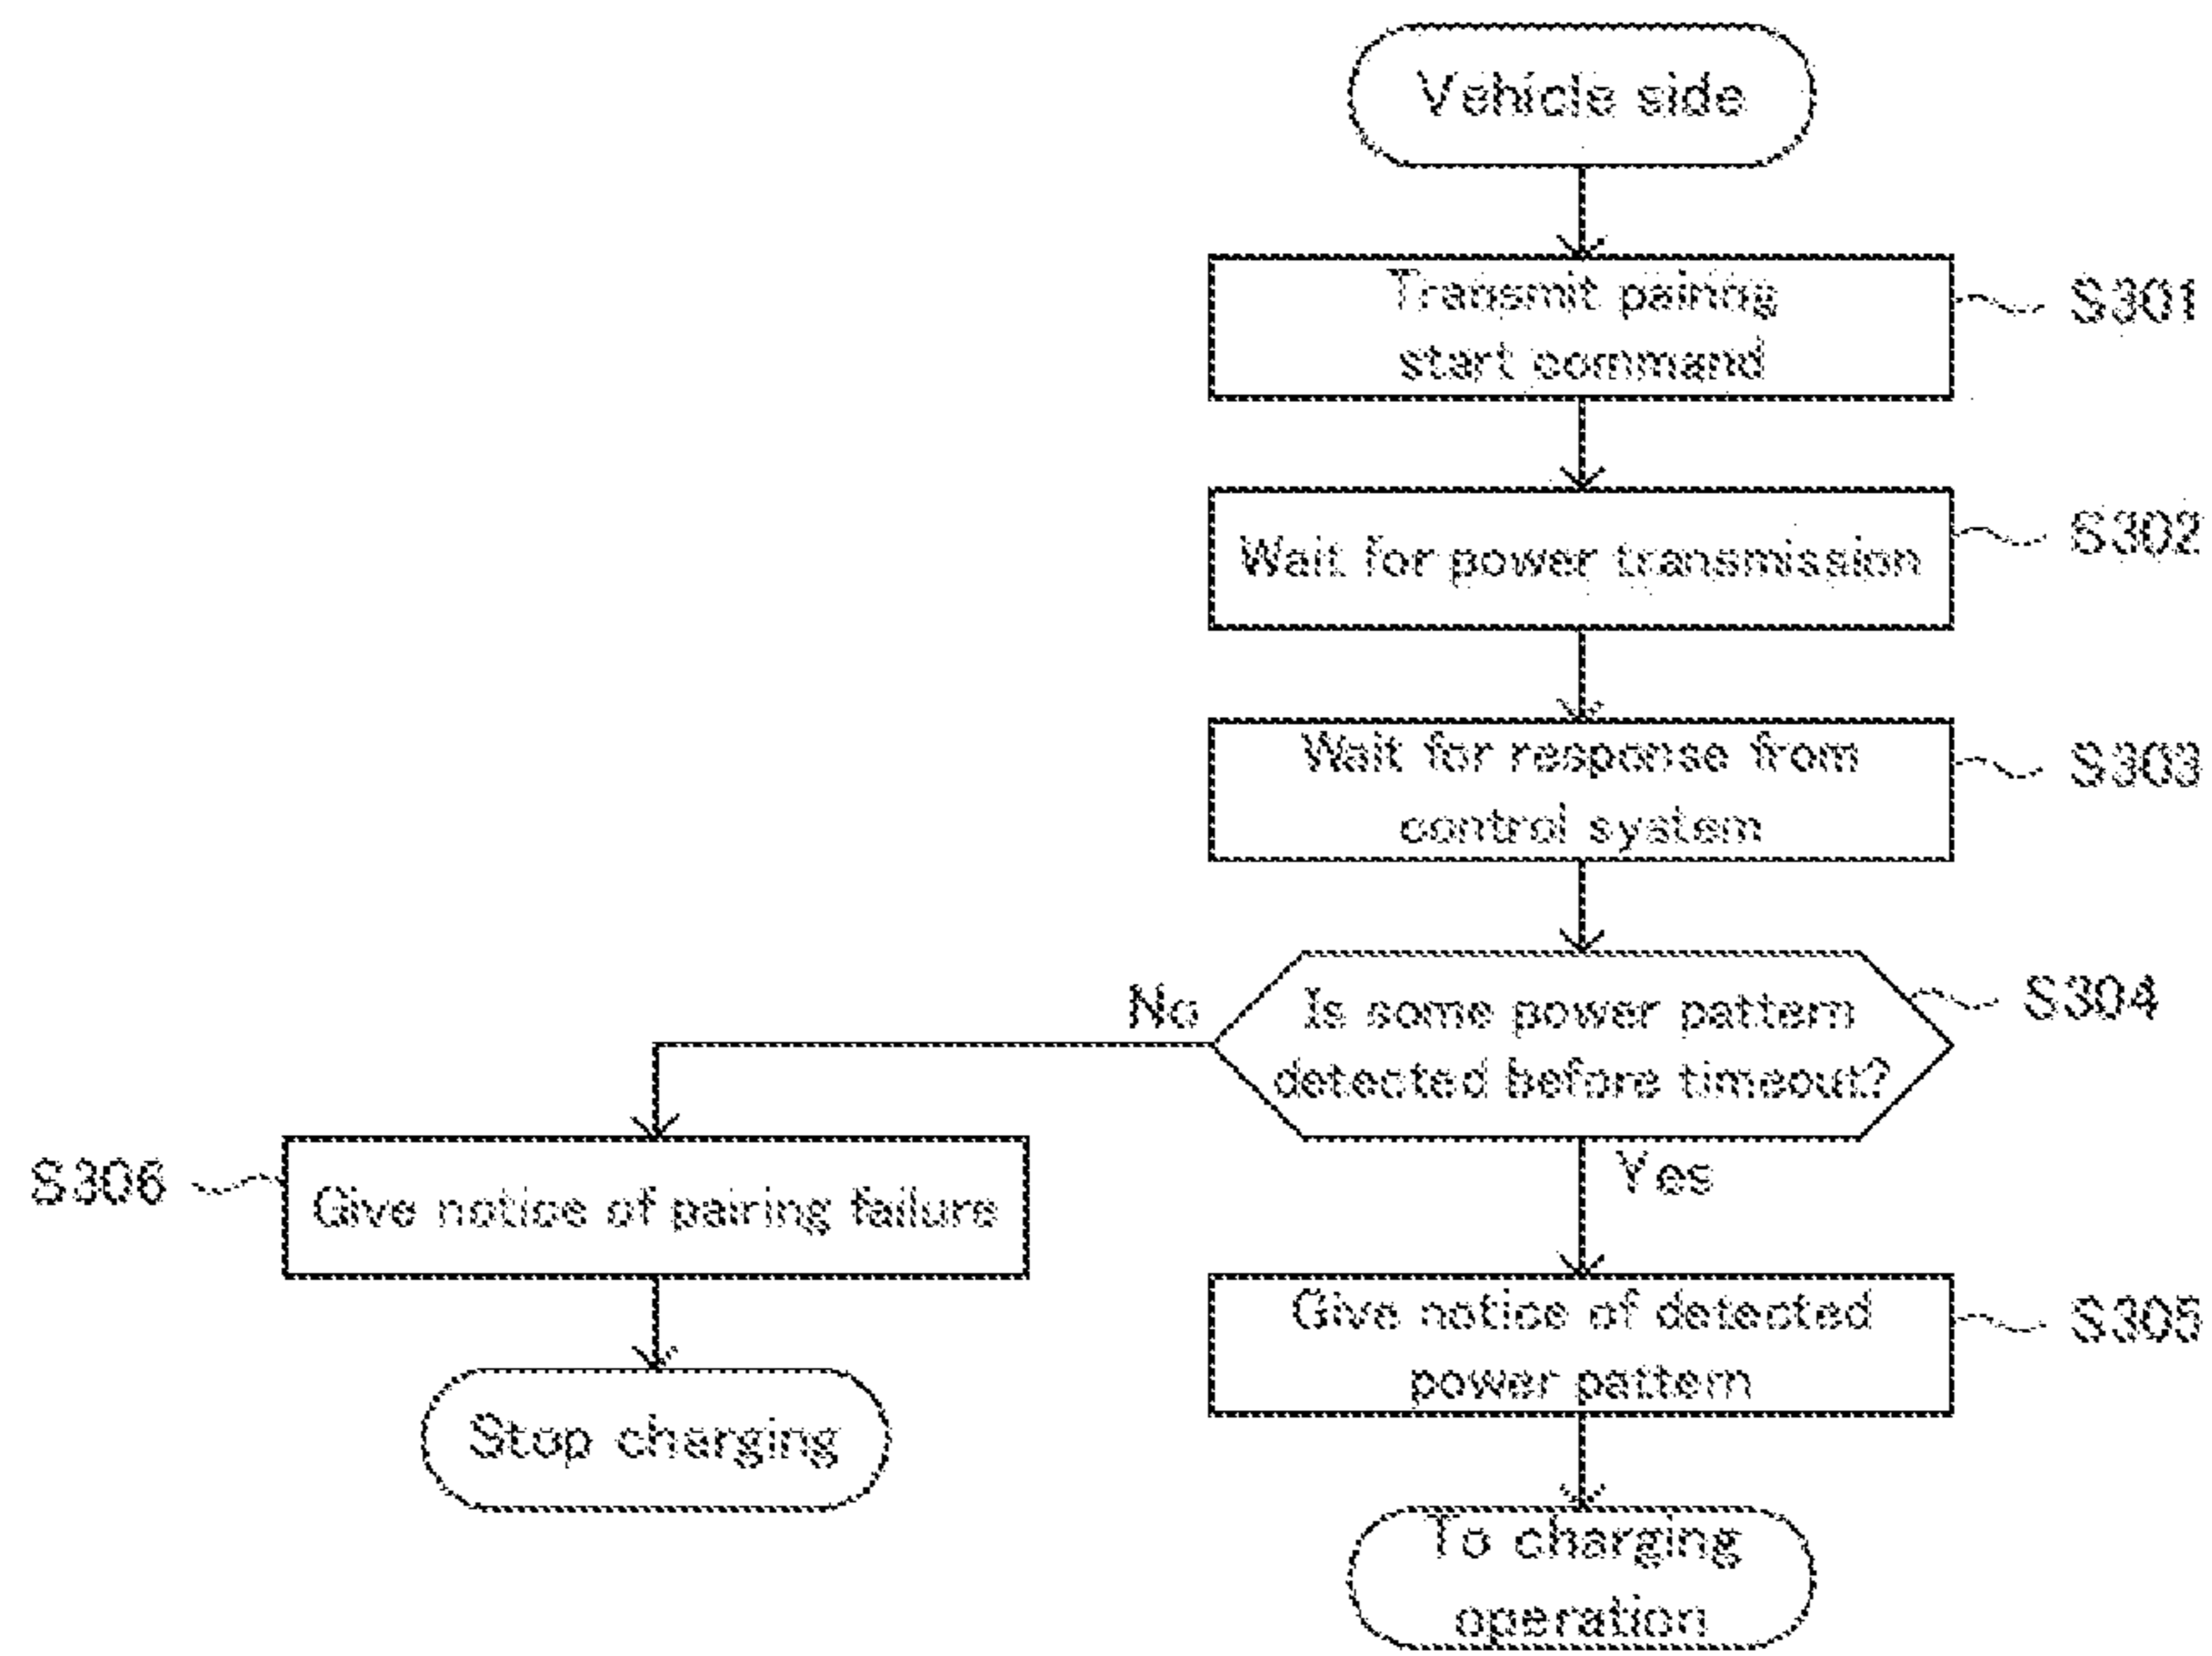 Vehicle side
Transmit pairing
start command
S301
Wait for power transmission
S302
Wait for response from
control system
S303
Is some power pattern
detected before timeout?
S304
No
Yes
S306
Give notice of pairing failure
Give notice of detected
power pattern
S305
Stop charging
To charging
operation